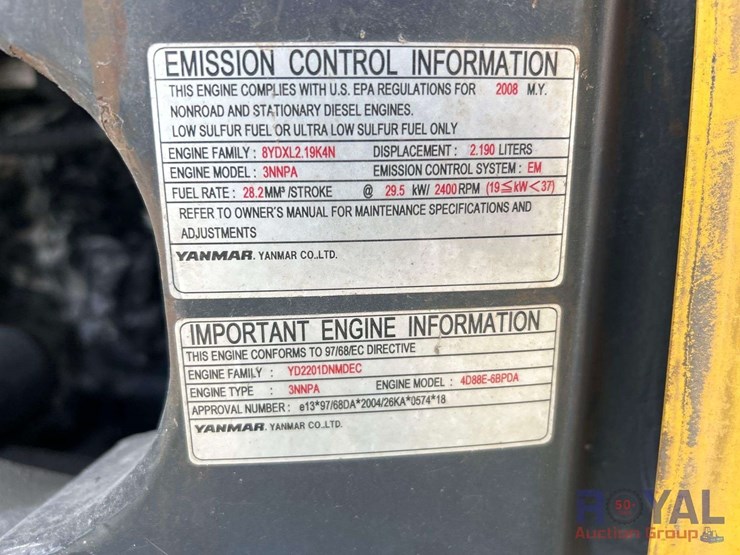 EMISSION CONTROL INFORMATION
THIS ENGINE COMPLIES WITH U.S. EPA REGULATIONS FOR 2008 M.Y.
NONROAD AND STATIONARY DIESEL ENGINES.
LOW SULFUR FUEL OR ULTRA LOW SULFUR FUEL ONLY
ENGINE FAMILY : 8YDXL2.19K4N DISPLACEMENT : 2.190 LITERS
ENGINE MODEL : 3NNPA EMISSION CONTROL SYSTEM : EM
FUEL RATE : 28.2 MM³ /STROKE @ 29.5 kW/ 2400 RPM (19≦kW<37)
REFER TO OWNER'S MANUAL FOR MAINTENANCE SPECIFICATIONS AND
ADJUSTMENTS
YANMAR. YANMAR CO.,LTD.
IMPORTANT ENGINE INFORMATION
THIS ENGINE CONFORMS TO 97/68/EC DIRECTIVE
ENGINE FAMILY : YD2201DNMDEC
ENGINE TYPE : 3NNPA ENGINE MODEL : 4D88E-6BPDA
APPROVAL NUMBER : e13*97/68DA*2004/26KA*0574*18
YANMAR. YANMAR CO.,LTD.
50
ROYAL
Auction Group